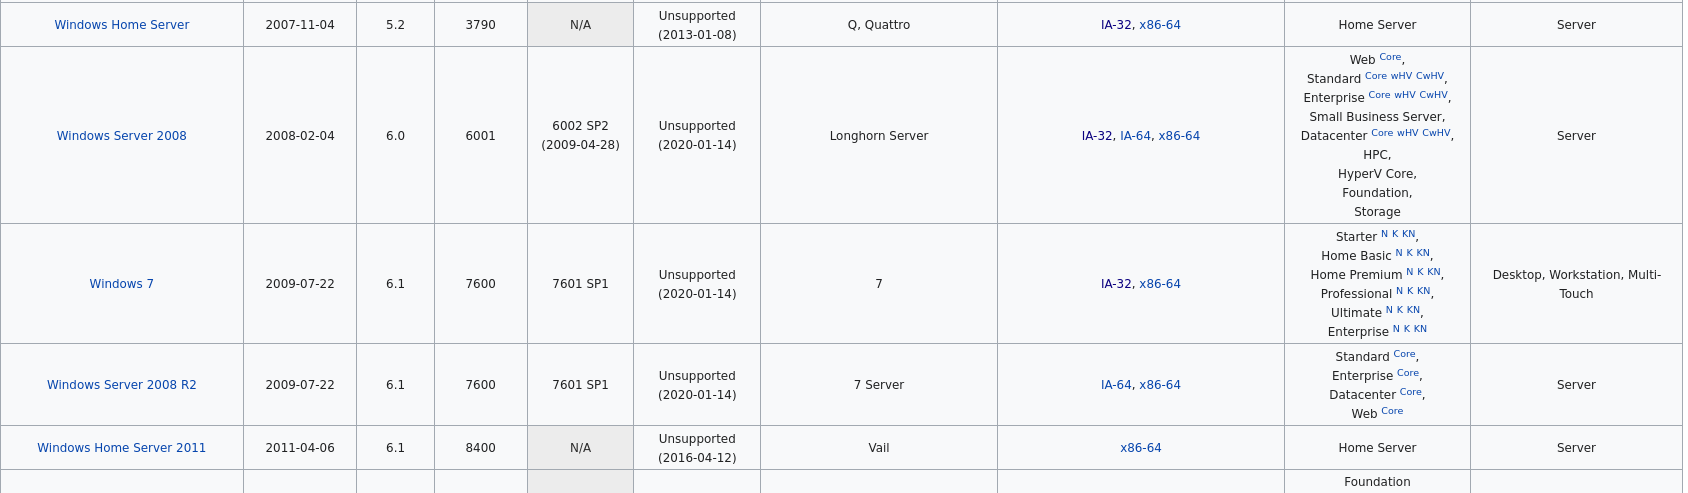 Windows Home Server 2007-11-04 5.2 3790 N/A Unsupported (2013-01-08) Q, Quattro IA-32, x86-64 Home Server Server
Windows Server 2008 2008-02-04 6.0 6001 6002 SP2 (2009-04-28) Unsupported (2020-01-14) Longhorn Server IA-32, IA-64, x86-64
Web Core,
Standard Core wHV CwHV,
Enterprise Core wHV CwHV,
Small Business Server,
Datacenter Core wHV CwHV,
HPC,
HyperV Core,
Foundation,
Storage
Server
Windows 7 2009-07-22 6.1 7600 7601 SP1 Unsupported (2020-01-14) 7 IA-32, x86-64
Starter N K KN,
Home Basic N K KN,
Home Premium N K KN,
Professional N K KN,
Ultimate N K KN,
Enterprise N K KN
Desktop, Workstation, Multi-
Touch
Windows Server 2008 R2 2009-07-22 6.1 7600 7601 SP1 Unsupported (2020-01-14) 7 Server IA-64, x86-64
Standard Core,
Enterprise Core,
Datacenter Core,
Web Core
Server
Windows Home Server 2011 2011-04-06 6.1 8400 N/A Unsupported (2016-04-12) Vail x86-64 Home Server Server
Foundation